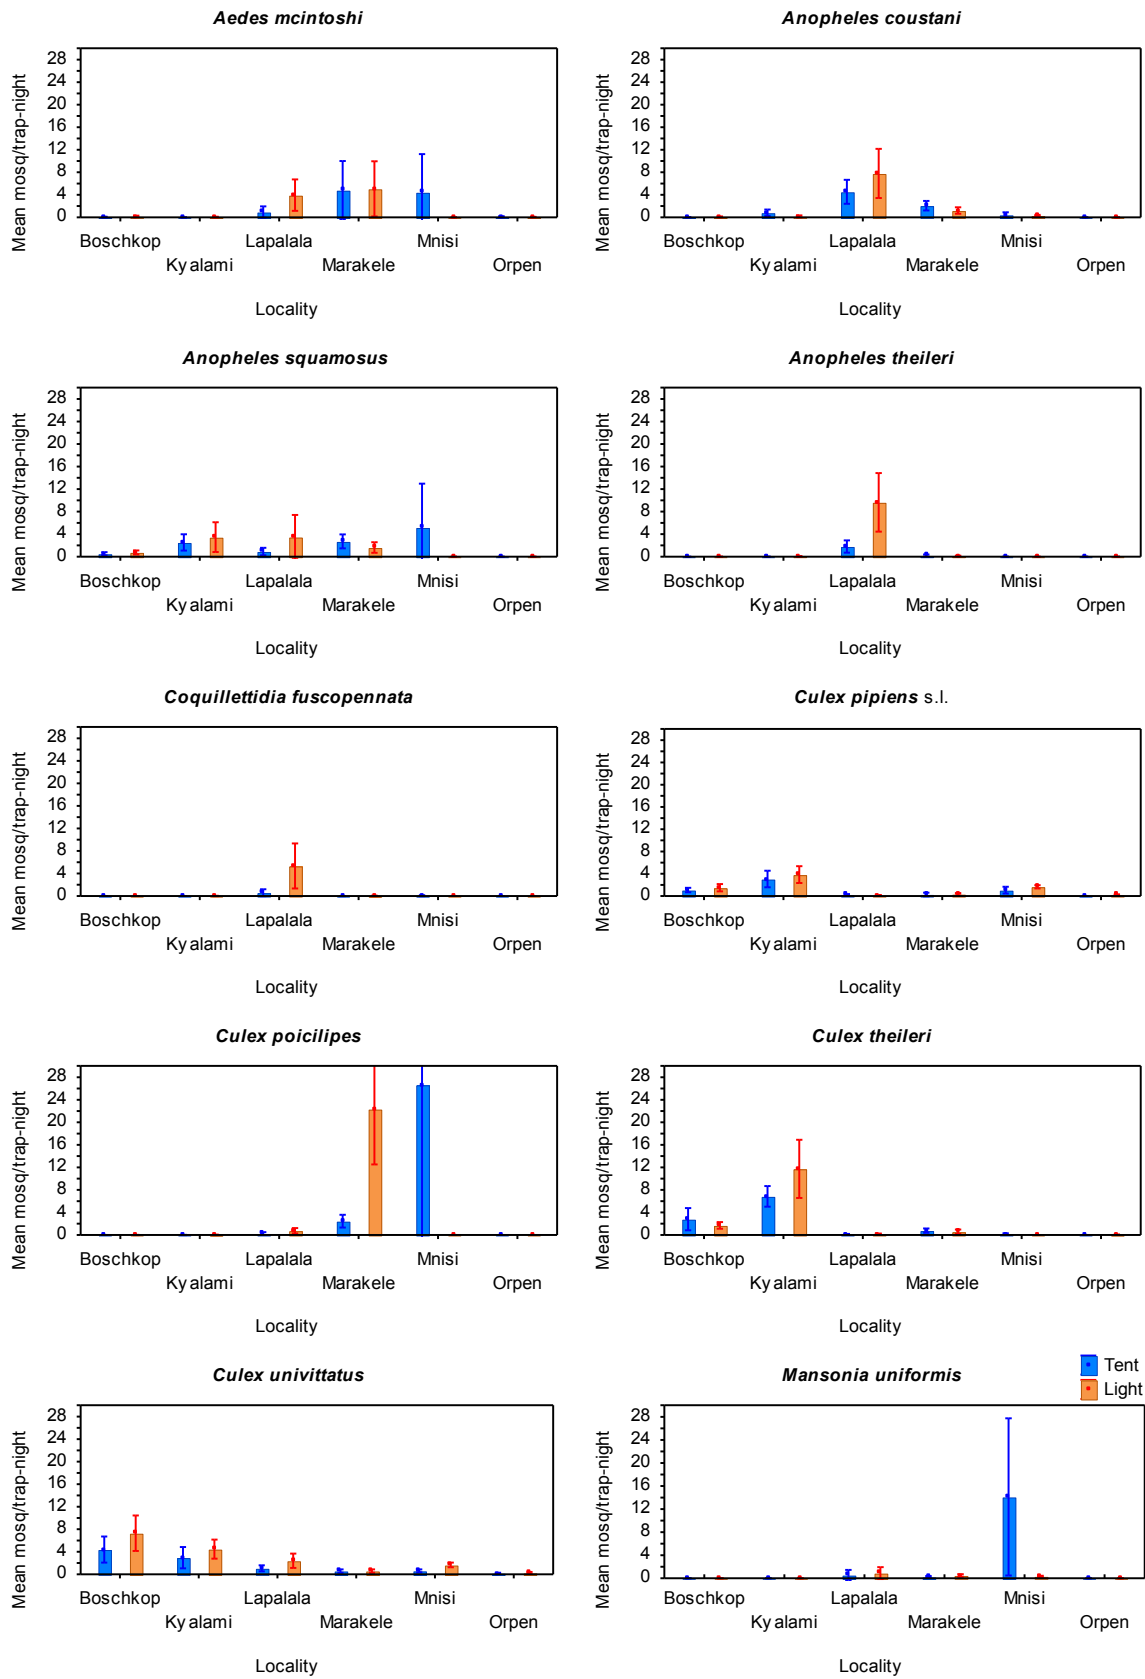 Aedes mcintoshi
Mean mosq/trap-night
28
24
20
16
12
8
4
0
Boschkop Lapalala Mnisi
Kyalami Marakele Orpen
Locality
Anopheles coustani
Mean mosq/trap-night
28
24
20
16
12
8
4
0
Boschkop Lapalala Mnisi
Kyalami Marakele Orpen
Locality
Anopheles squamosus
Mean mosq/trap-night
28
24
20
16
12
8
4
0
Boschkop Lapalala Mnisi
Kyalami Marakele Orpen
Locality
Anopheles theileri
Mean mosq/trap-night
28
24
20
16
12
8
4
0
Boschkop Lapalala Mnisi
Kyalami Marakele Orpen
Locality
Coquillettidia fuscopennata
Mean mosq/trap-night
28
24
20
16
12
8
4
0
Boschkop Lapalala Mnisi
Kyalami Marakele Orpen
Locality
Culex pipiens s.l.
Mean mosq/trap-night
28
24
20
16
12
8
4
0
Boschkop Lapalala Mnisi
Kyalami Marakele Orpen
Locality
Culex poicilipes
Mean mosq/trap-night
28
24
20
16
12
8
4
0
Boschkop Lapalala Mnisi
Kyalami Marakele Orpen
Locality
Culex theileri
Mean mosq/trap-night
28
24
20
16
12
8
4
0
Boschkop Lapalala Mnisi
Kyalami Marakele Orpen
Locality
Culex univittatus
Mean mosq/trap-night
28
24
20
16
12
8
4
0
Boschkop Lapalala Mnisi
Kyalami Marakele Orpen
Locality
Mansonia uniformis
Tent
Light
Mean mosq/trap-night
28
24
20
16
12
8
4
0
Boschkop Lapalala Mnisi
Kyalami Marakele Orpen
Locality